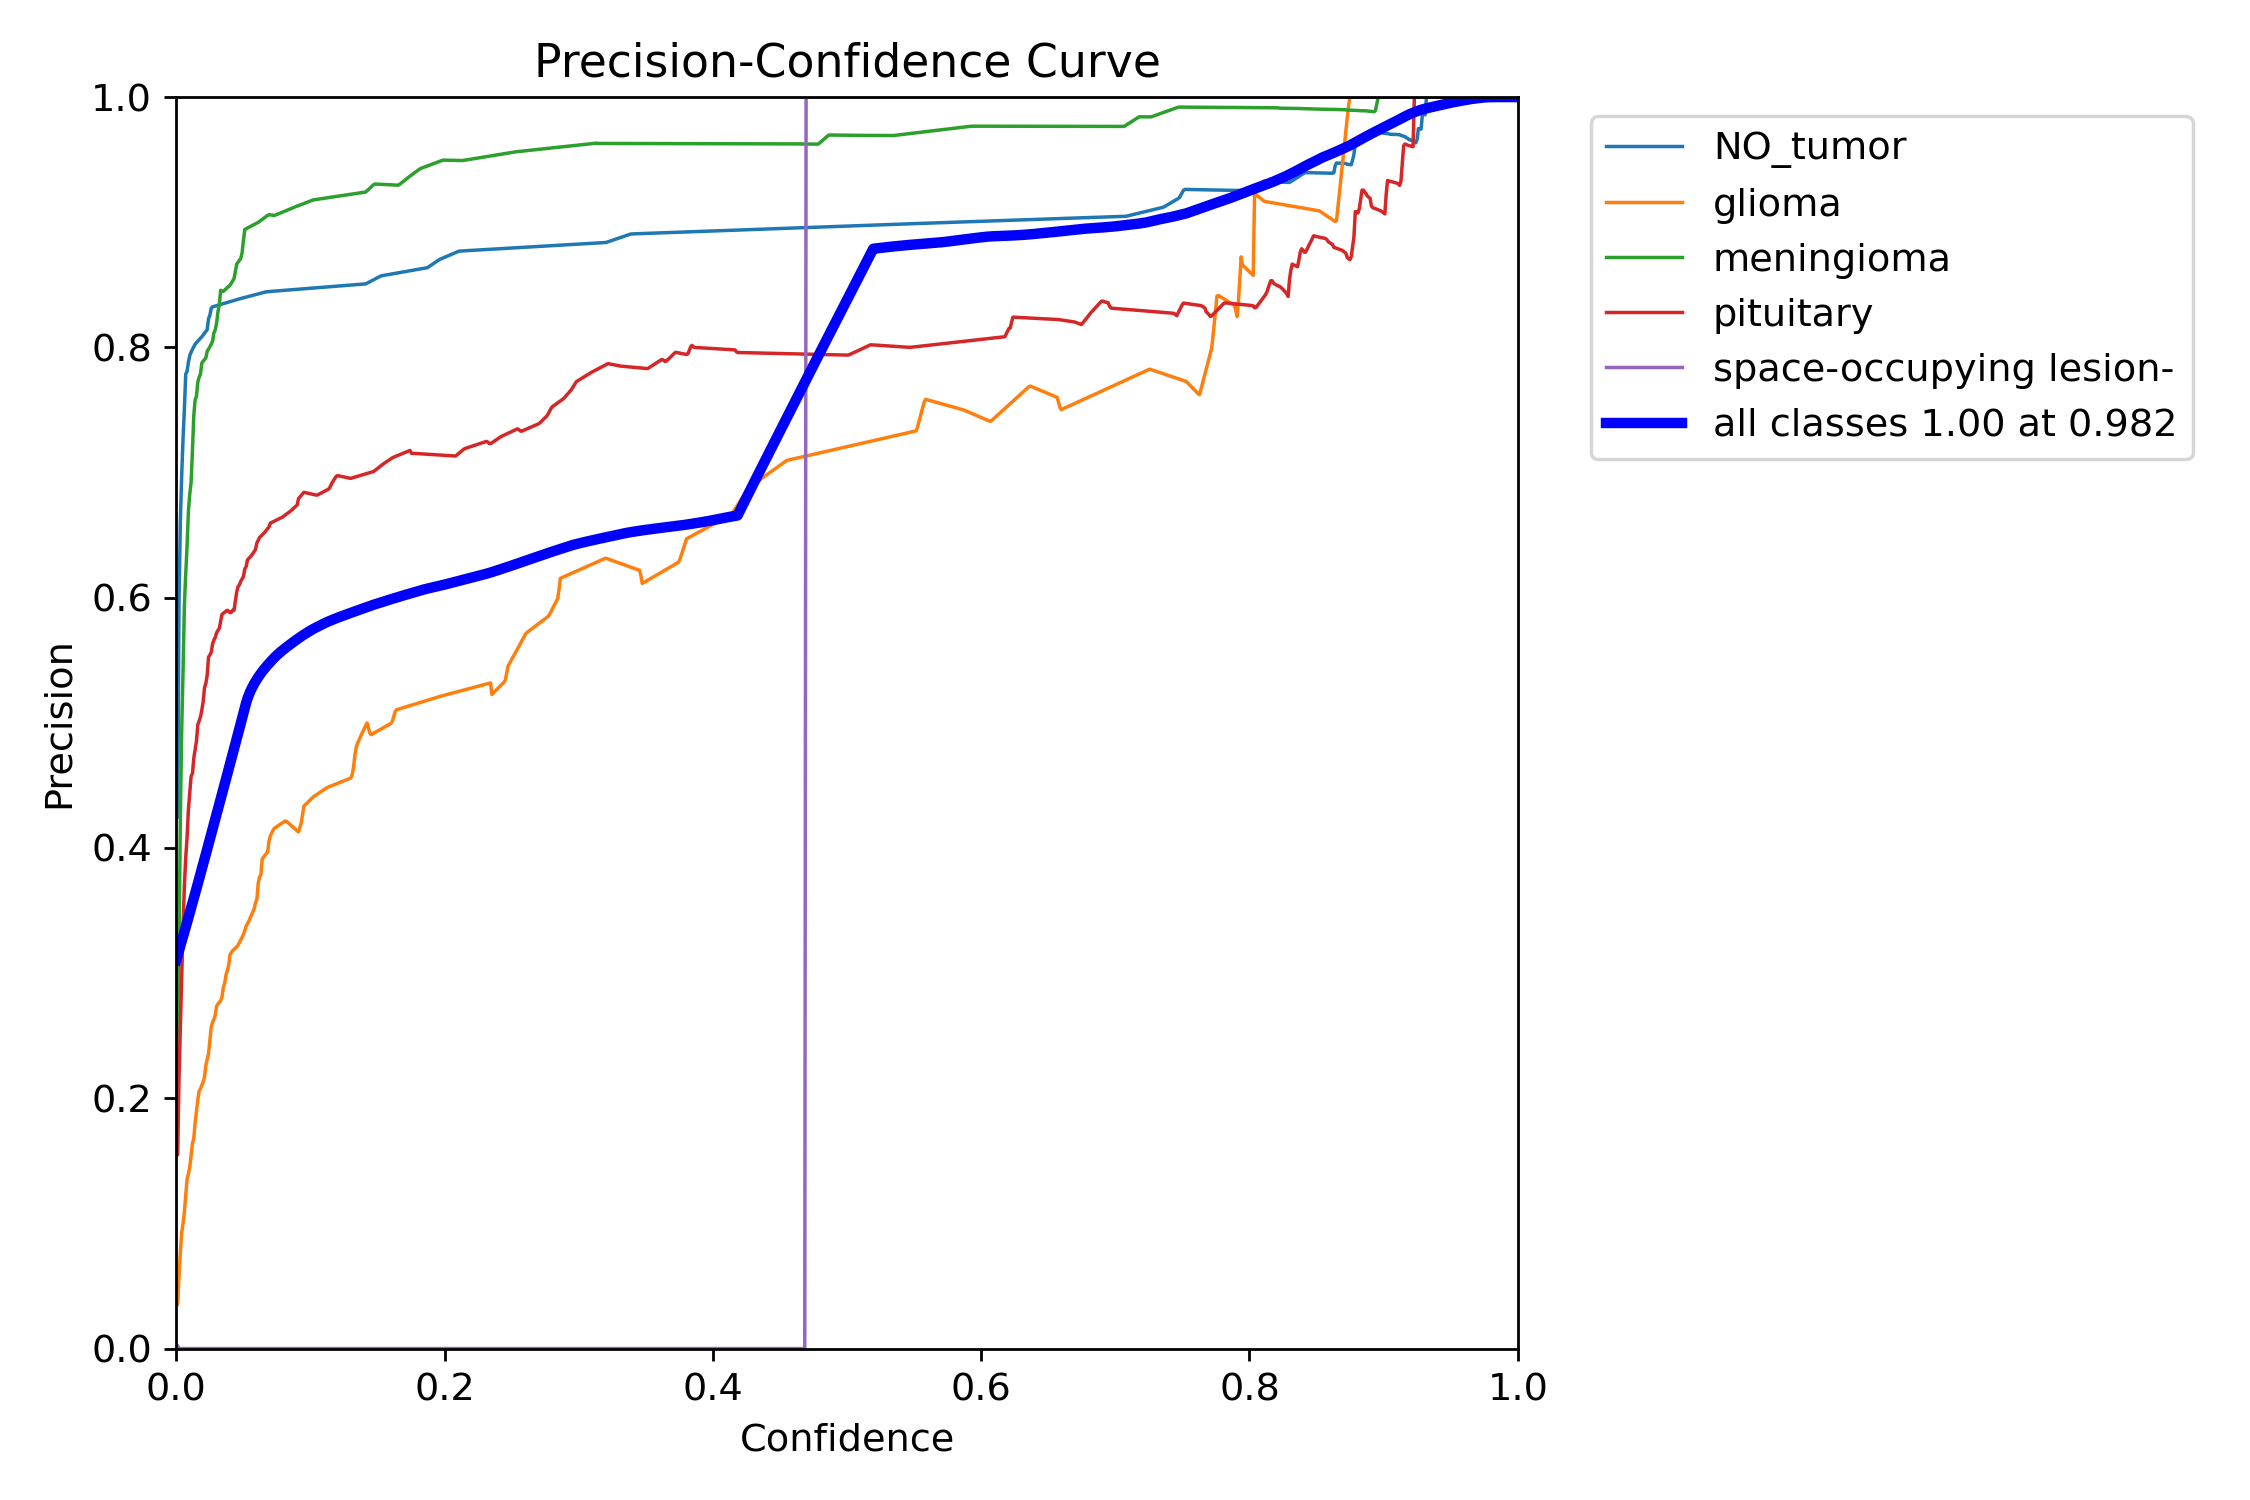 Precision-Confidence Curve
1.0
0.8
0.6
0.4
0.2
0.0
Precision
0.0 0.2 0.4 0.6 0.8 1.0
Confidence
NO_tumor
glioma
meningioma
pituitary
space-occupying lesion-
all classes 1.00 at 0.982